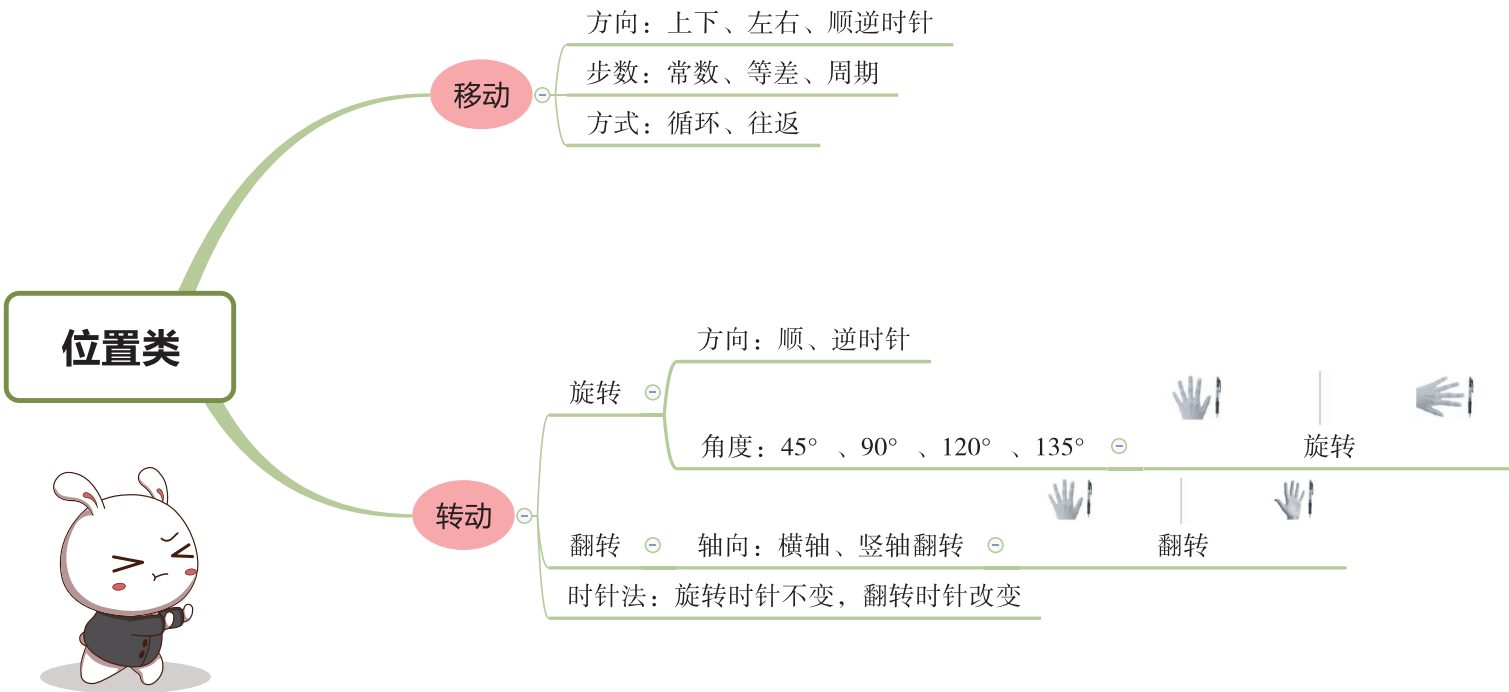 位置类
移动
方向：上下、左右、顺逆时针
步数：常数、等差、周期
方式：循环、往返
转动
旋转
方向：顺、逆时针
角度：45° 、90° 、120° 、135°
旋转
翻转
轴向：横轴、竖轴翻转
翻转
时针法：旋转时针不变，翻转时针改变